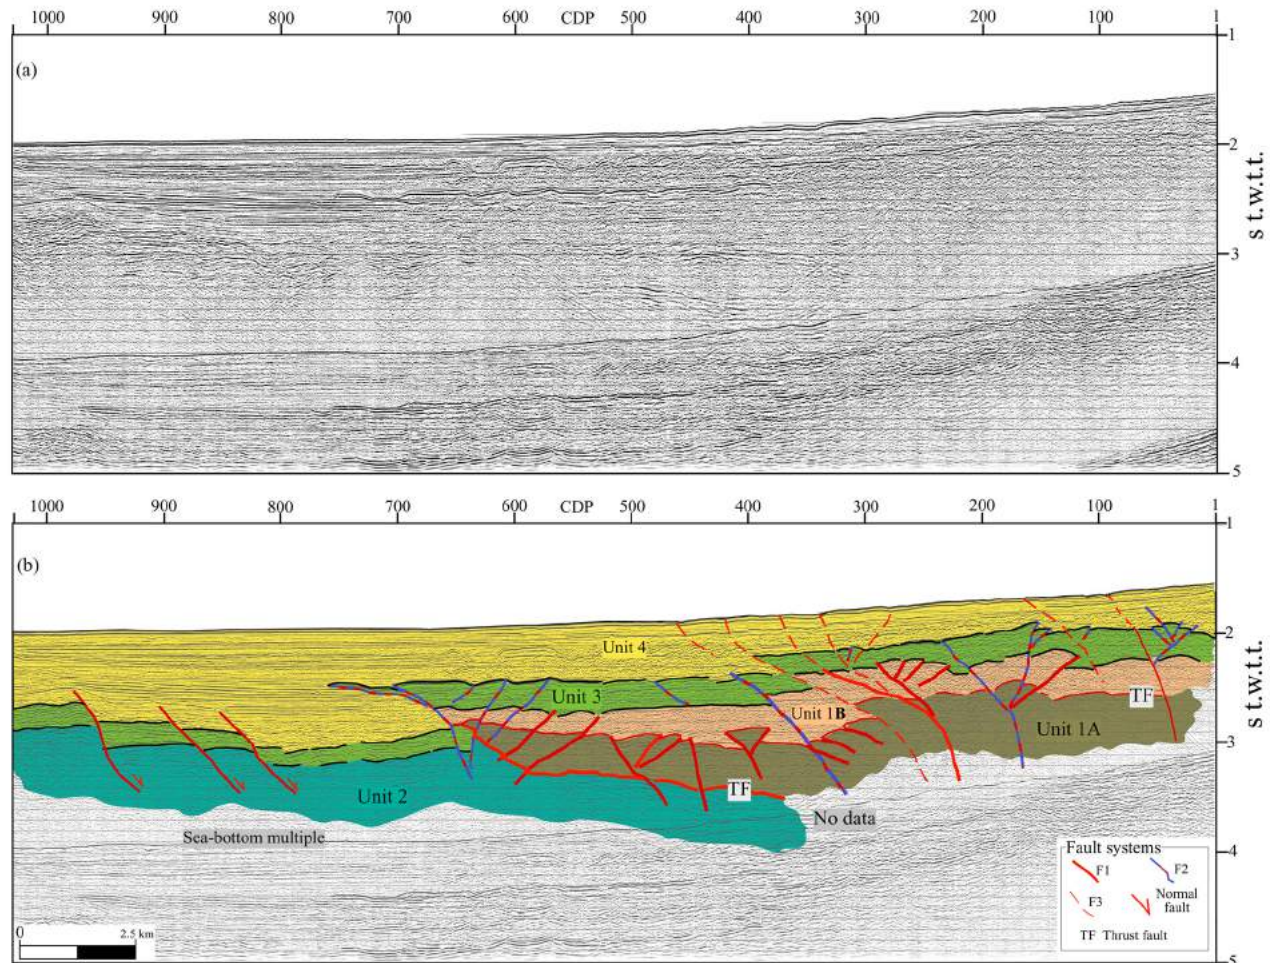 1000 900 800 700 600 CDP 500 400 300 200 100 1
(a)
1
2
3
4
5
s t.w.t.t.
1000 900 800 700 600 CDP 500 400 300 200 100 1
(b)
1
2
3
4
5
s t.w.t.t.
Unit 4
Unit 3
Unit 1B
TF
Unit 1A
Unit 2
TF
No data
Sea-bottom multiple
Fault systems
F1 F2
F3 Normal fault
TF Thrust fault
0 2.5 km